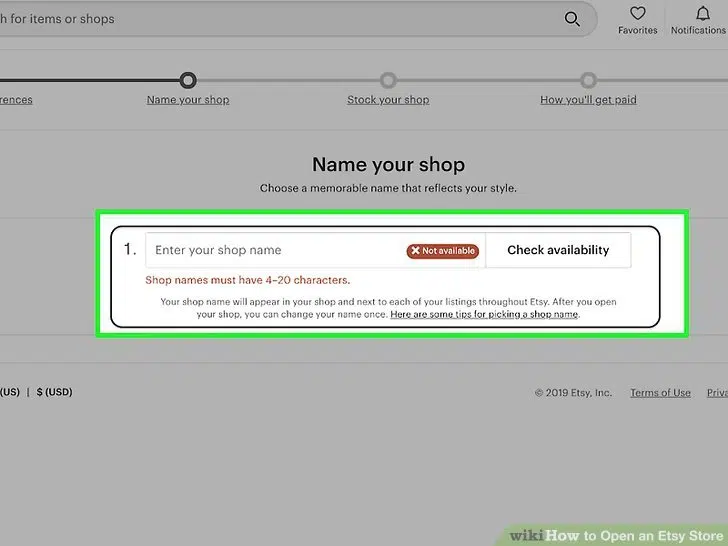 h for items or shops
Favorites
Notifications
rences
Name your shop
Stock your shop
How you'll get paid
Name your shop
Choose a memorable name that reflects your style.
1. Enter your shop name Not available Check availability
Shop names must have 4–20 characters.
Your shop name will appear in your shop and next to each of your listings throughout Etsy. After you open
your shop, you can change your name once. Here are some tips for picking a shop name.
(US) | $ (USD)
© 2019 Etsy, Inc. Terms of Use Priva
wikiHow to Open an Etsy Store